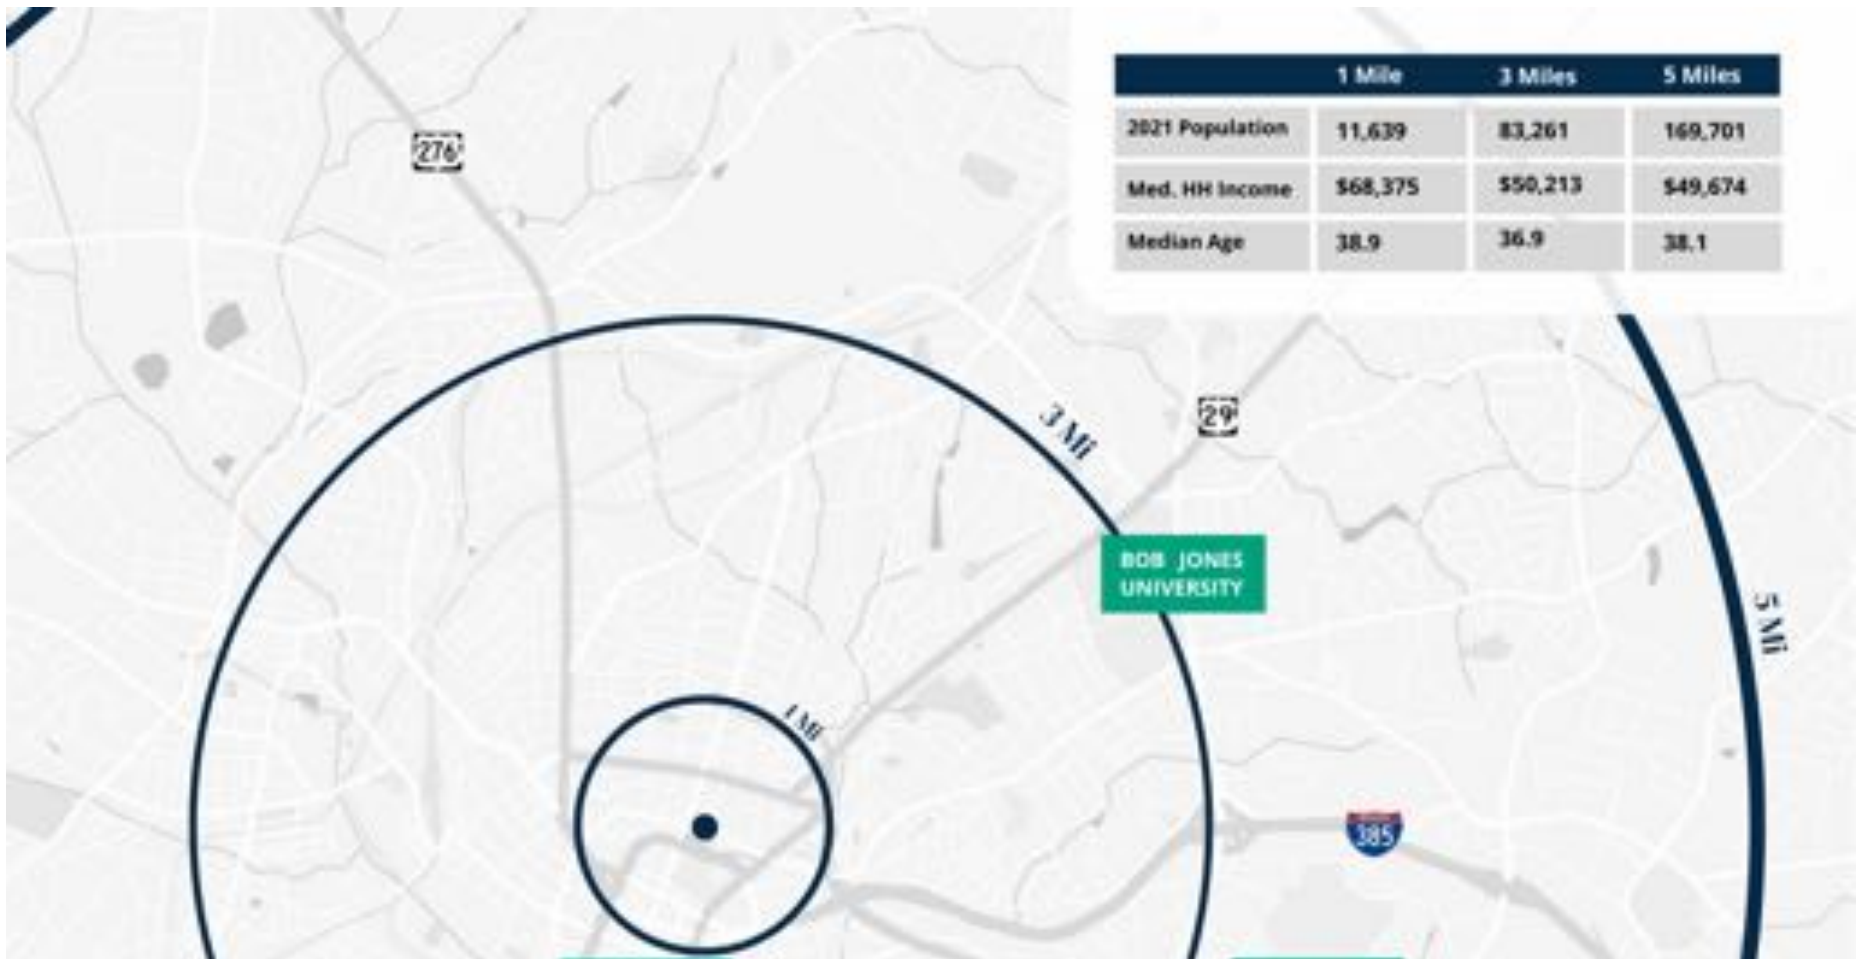 1 Mile 3 Miles 5 Miles
2021 Population 11,639 83,261 169,701
Med. HH Income $68,375 $50,213 $49,674
Median Age 38.9 36.9 38.1
276
3 Mi
29
BOB JONES
UNIVERSITY
5 Mi
1 Mi
385